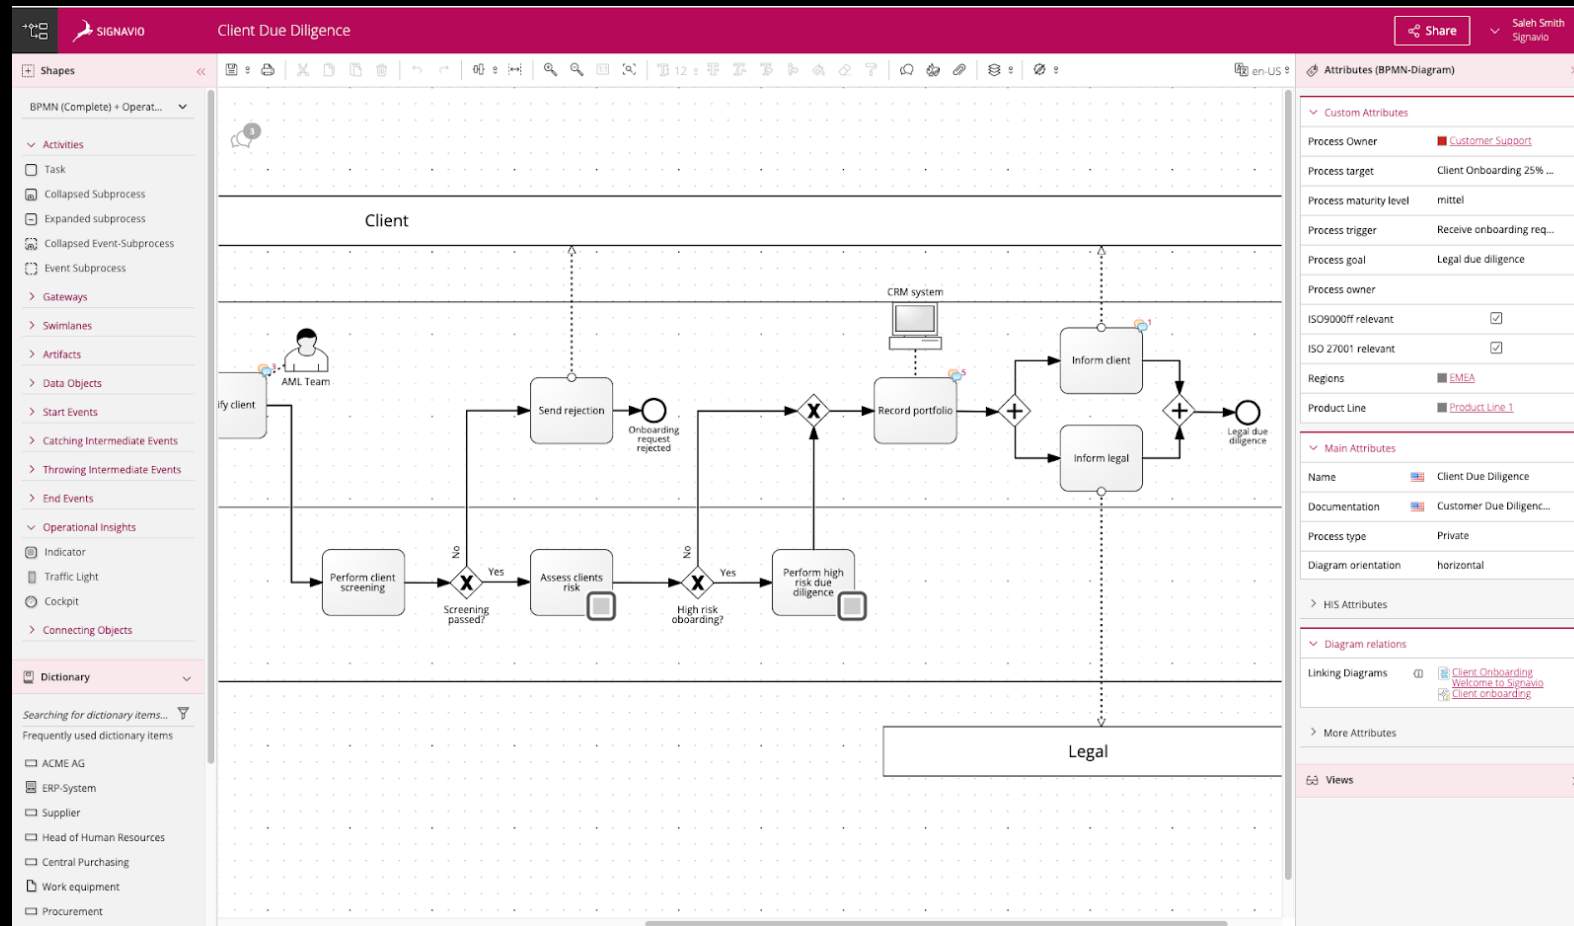 SIGNAVIO
Client Due Diligence
Share
Saleh Smith
Signavio
Shapes
BPMN (Complete) + Operat...
Activities
Task
Collapsed Subprocess
Expanded subprocess
Collapsed Event-Subprocess
Event Subprocess
Gateways
Swimlanes
Artifacts
Data Objects
Start Events
Catching Intermediate Events
Throwing Intermediate Events
End Events
Operational Insights
Indicator
Traffic Light
Cockpit
Connecting Objects
Dictionary
Searching for dictionary items...
Frequently used dictionary items
ACME AG
ERP-System
Supplier
Head of Human Resources
Central Purchasing
Work equipment
Procurement
12
en-US
3
Client
3
AML Team
ify client
Send rejection
Onboarding
request
rejected
CRM system
5
Record portfolio
1
Inform client
Inform legal
Legal due
diligence
Perform client
screening
No
Yes
Screening
passed?
Assess clients
risk
No
Yes
High risk
oboarding?
Perform high
risk due
diligence
Legal
Attributes (BPMN-Diagram)
Custom Attributes
Process Owner Customer Support
Process target Client Onboarding 25% ...
Process maturity level mittel
Process trigger Receive onboarding req...
Process goal Legal due diligence
Process owner
ISO9000ff relevant
ISO 27001 relevant
Regions EMEA
Product Line Product Line 1
Main Attributes
Name Client Due Diligence
Documentation Customer Due Diligenc...
Process type Private
Diagram orientation horizontal
HIS Attributes
Diagram relations
Linking Diagrams Client Onboarding
Welcome to Signavio
Client onboarding
More Attributes
Views